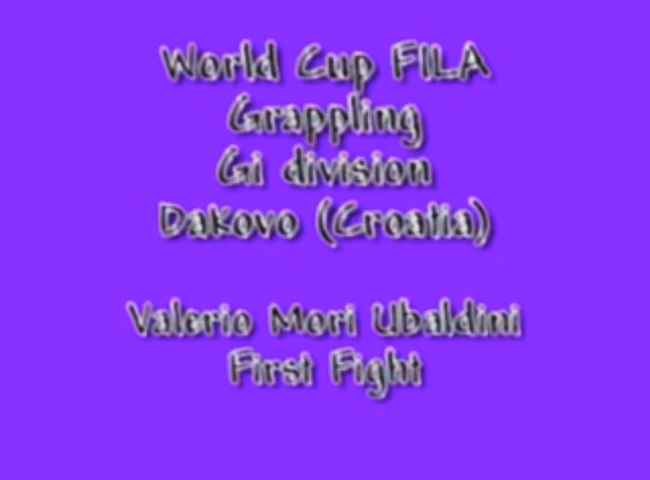 World Cup FILA
Grappling
Gi division
Dakovo (Croatia)
Valerio Mori Ubaldini
First Fight